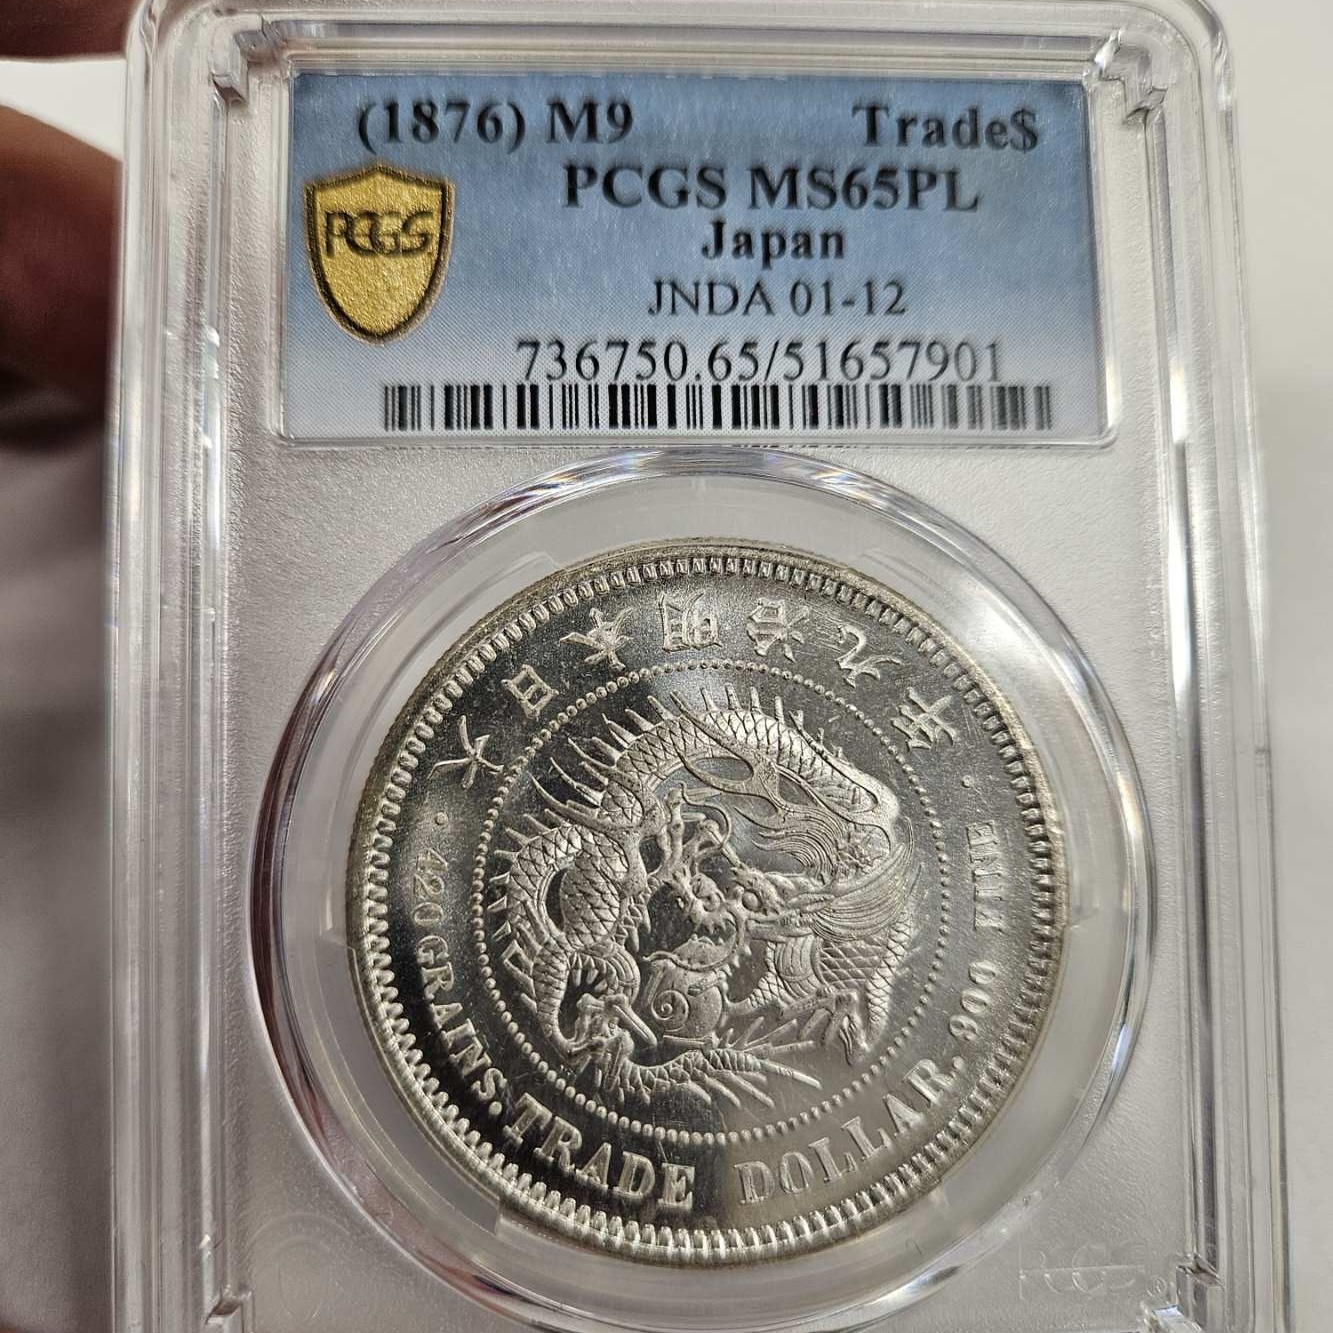 (1876) M9 Trade$
PCGS MS65PL
PCGS
Japan
JNDA 01-12
736750.65/51657901
大日本明治九年
420 GRAINS. TRADE DOLLAR. 900 FINE
PCGS